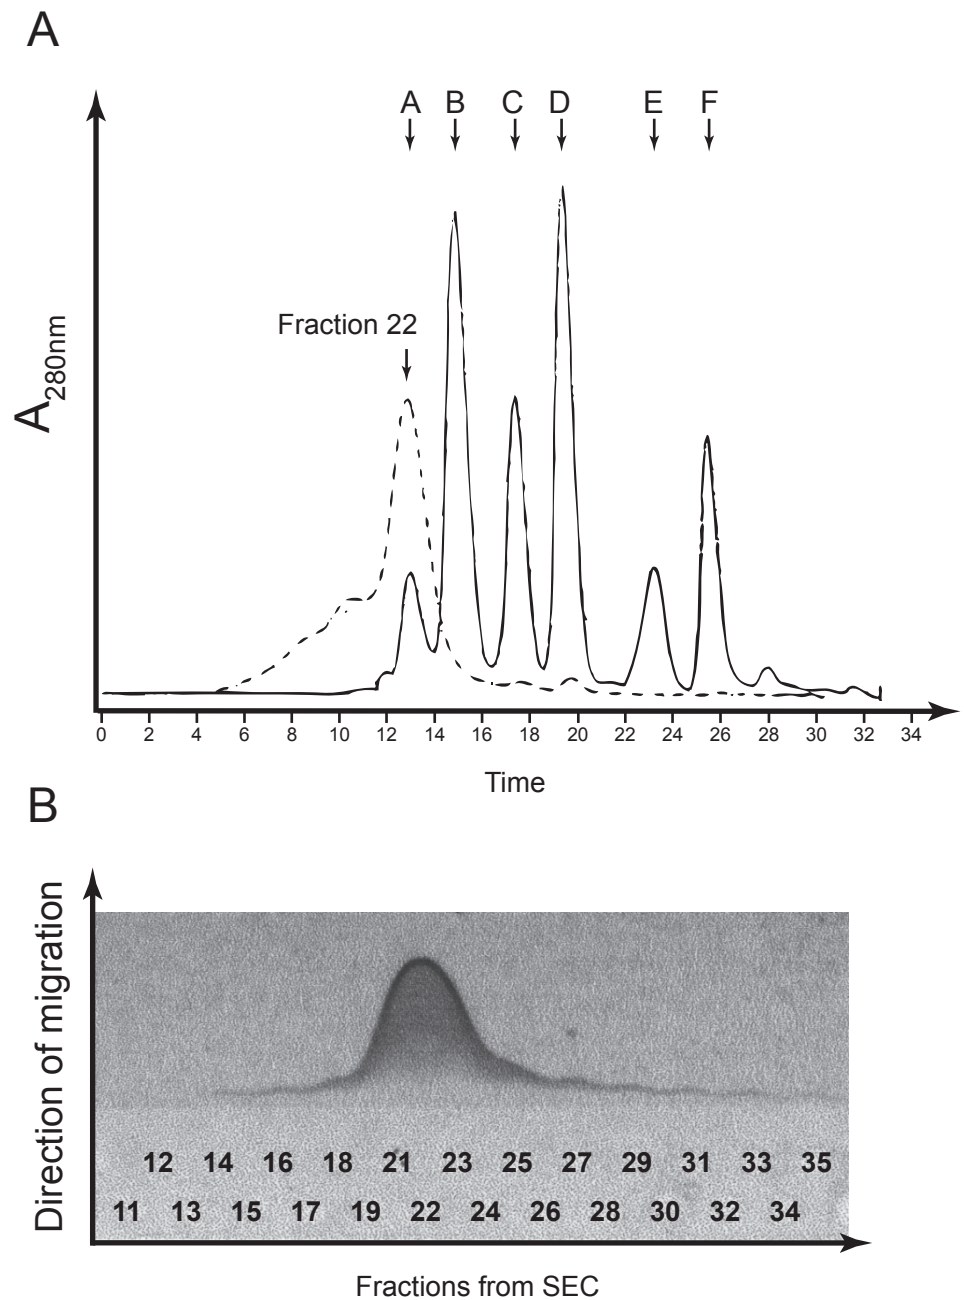 A
A B C D E F
Fraction 22
A280nm
0 2 4 6 8 10 12 14 16 18 20 22 24 26 28 30 32 34
Time
B
Direction of migration
12 14 16 18 21 23 25 27 29 31 33 35
11 13 15 17 19 22 24 26 28 30 32 34
Fractions from SEC